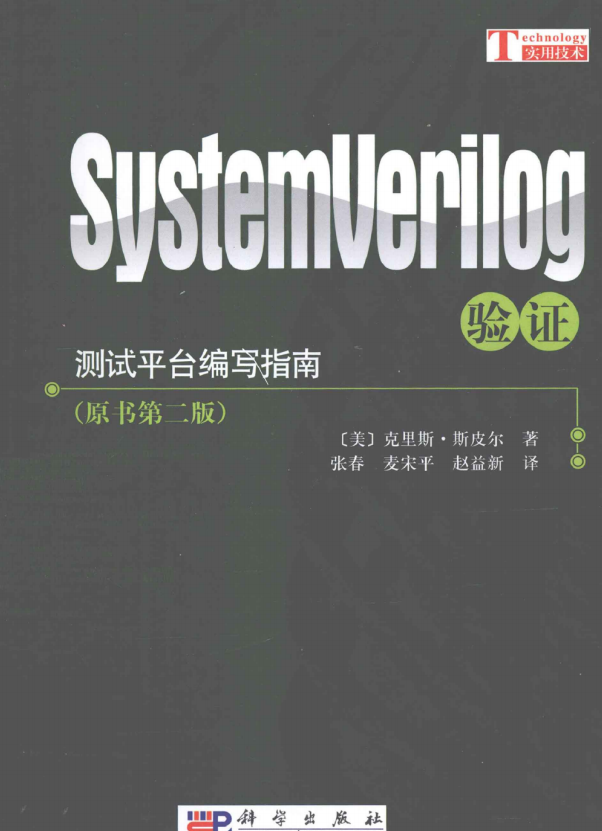 Technology
实用技术
SystemVerilog
验证
测试平台编写指南
(原书第二版)
〔美〕克里斯·斯皮尔 著
张春 麦宋平 赵益新 译
科学出版社